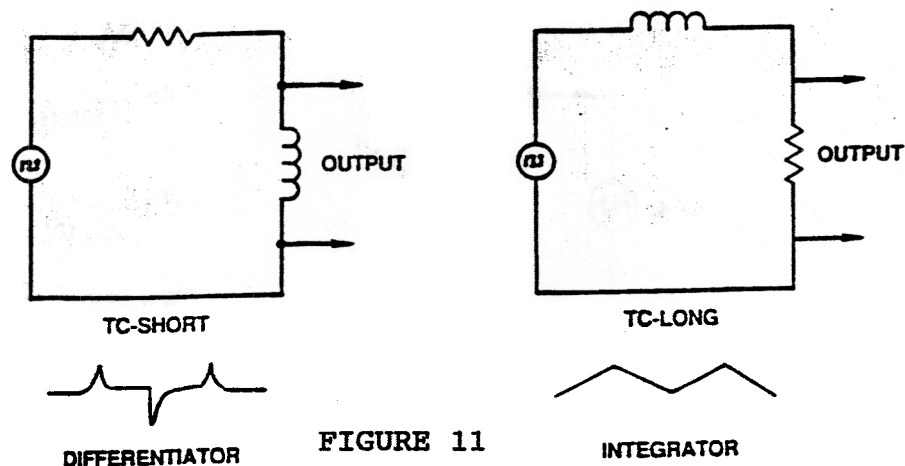 OUTPUT
OUTPUT
TC-SHORT
TC-LONG
DIFFERENTIATOR
FIGURE 11
INTEGRATOR